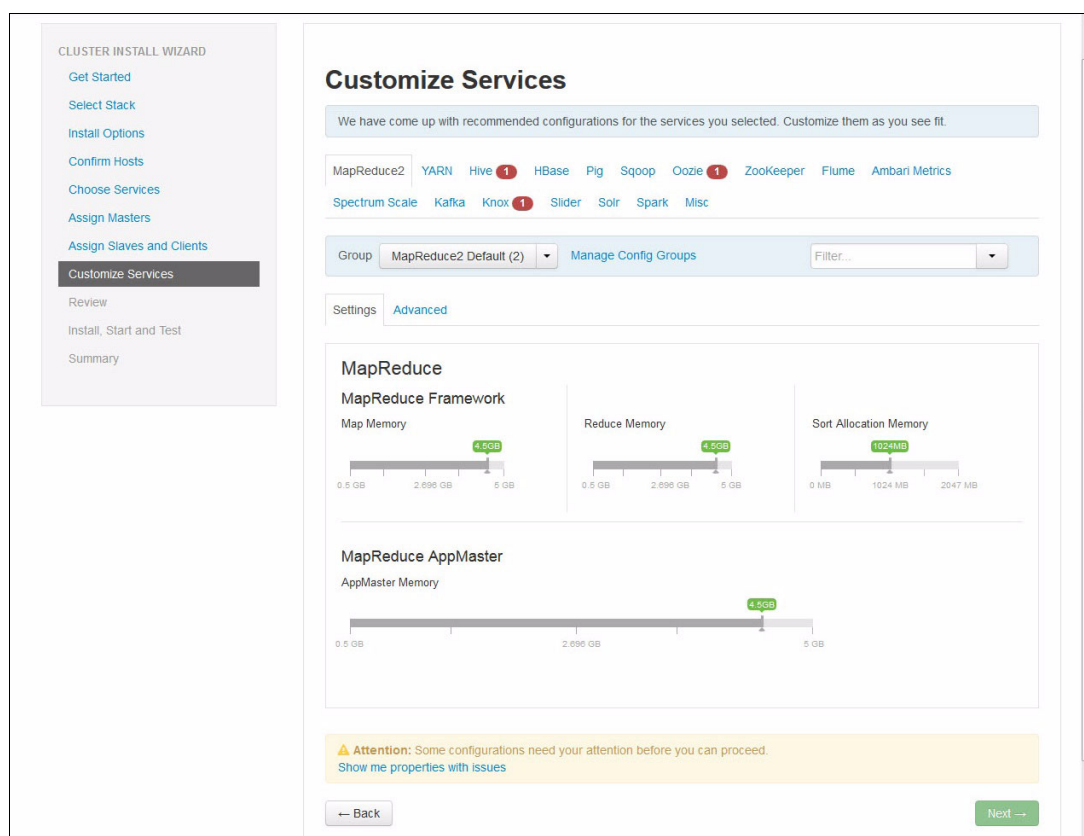 CLUSTER INSTALL WIZARD
Get Started
Select Stack
Install Options
Confirm Hosts
Choose Services
Assign Masters
Assign Slaves and Clients
Customize Services
Review
Install, Start and Test
Summary
Customize Services
We have come up with recommended configurations for the services you selected. Customize them as you see fit.
MapReduce2 YARN Hive 1 HBase Pig Sqoop Oozie 1 ZooKeeper Flume Ambari Metrics
Spectrum Scale Kafka Knox 1 Slider Solr Spark Misc
Group MapReduce2 Default (2) Manage Config Groups Filter...
Settings Advanced
MapReduce
MapReduce Framework
Map Memory Reduce Memory Sort Allocation Memory
4.5GB 4.5GB 1024MB
0.5 GB 2.696 GB 5 GB 0.5 GB 2.696 GB 5 GB 0 MB 1024 MB 2047 MB
MapReduce AppMaster
AppMaster Memory
4.5GB
0.5 GB 2.696 GB 5 GB
Attention: Some configurations need your attention before you can proceed.
Show me properties with issues
← Back Next →